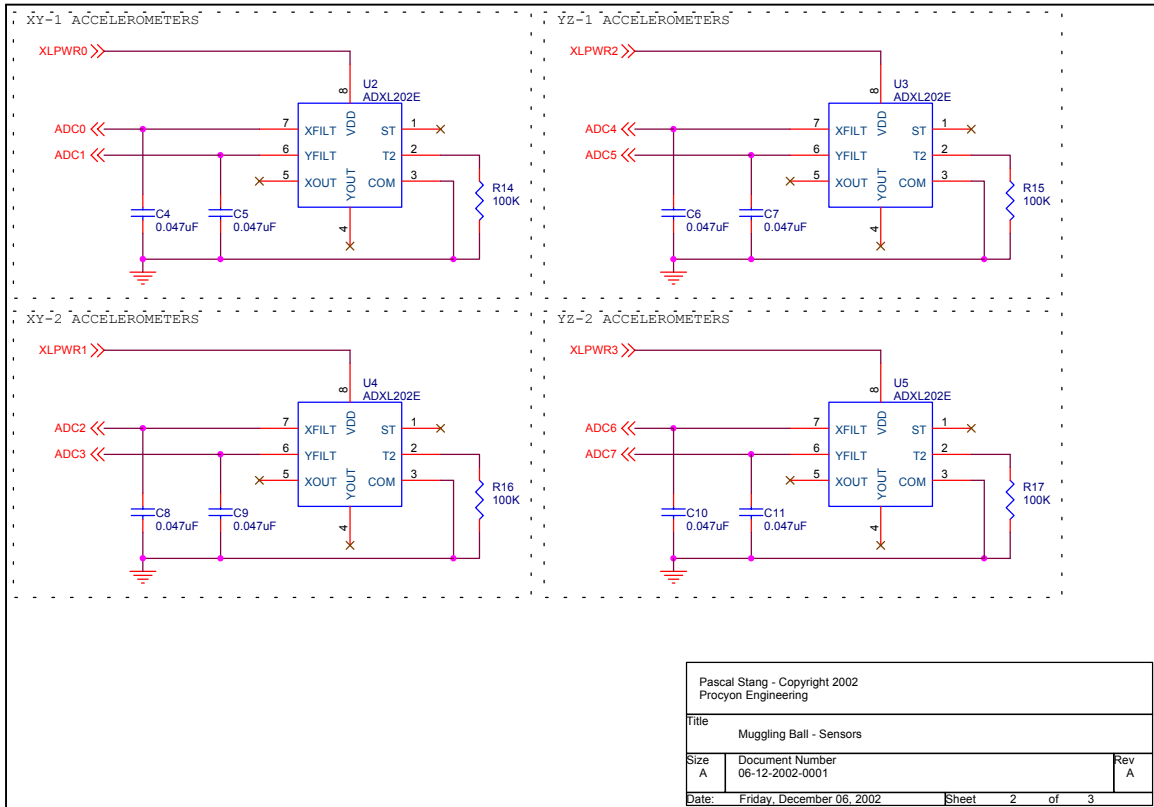 XY-1 ACCELEROMETERS
XLPWR0
U2
ADXL202E
8
VDD
ADC0
7
XFILT
ST
1
ADC1
6
YFILT
T2
2
5
XOUT
YOUT
COM
3
R14
100K
C4
0.047uF
C5
0.047uF
4
YZ-1 ACCELEROMETERS
XLPWR2
U3
ADXL202E
8
VDD
ADC4
7
XFILT
ST
1
ADC5
6
YFILT
T2
2
5
XOUT
YOUT
COM
3
R15
100K
C6
0.047uF
C7
0.047uF
4
XY-2 ACCELEROMETERS
XLPWR1
U4
ADXL202E
8
VDD
ADC2
7
XFILT
ST
1
ADC3
6
YFILT
T2
2
5
XOUT
YOUT
COM
3
R16
100K
C8
0.047uF
C9
0.047uF
4
YZ-2 ACCELEROMETERS
XLPWR3
U5
ADXL202E
8
VDD
ADC6
7
XFILT
ST
1
ADC7
6
YFILT
T2
2
5
XOUT
YOUT
COM
3
R17
100K
C10
0.047uF
C11
0.047uF
4
Pascal Stang - Copyright 2002
Procyon Engineering
Title
Muggling Ball - Sensors
Size
A
Document Number
06-12-2002-0001
Rev
A
Date: Friday, December 06, 2002 Sheet 2 of 3